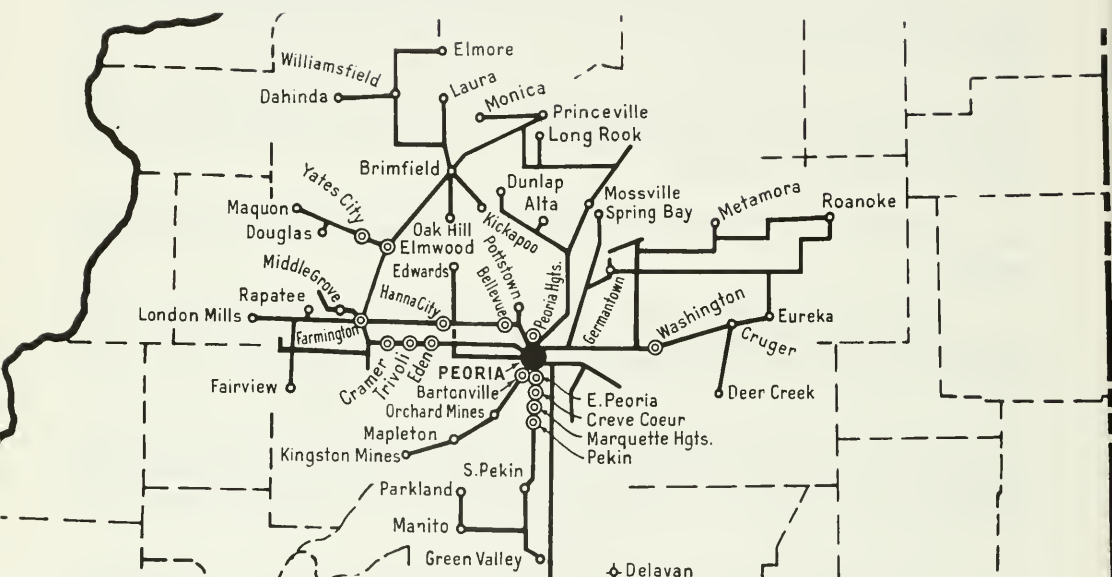 Elmore
Williamsfield
Dahinda
Laura
Monica
Princeville
Long Rook
Brimfield
Yates City
Dunlap
Alta
Mossville
Spring Bay
Metamora
Roanoke
Maquon
Douglas
Oak Hill
Kickapoo
Elmwood
Middle Grove
Edwards
Pottstown
Bellevue
Peoria Hgts.
Germantown
Rapatee
Hanna City
London Mills
Farmington
Washington
Eureka
Cruger
Cramer
Trivoli
Eden
PEORIA
Fairview
Bartonville
E. Peoria
Deer Creek
Orchard Mines
Creve Coeur
Mapleton
Marquette Hgts.
Kingston Mines
Pekin
S. Pekin
Parkland
Manito
Green Valley
Delavan